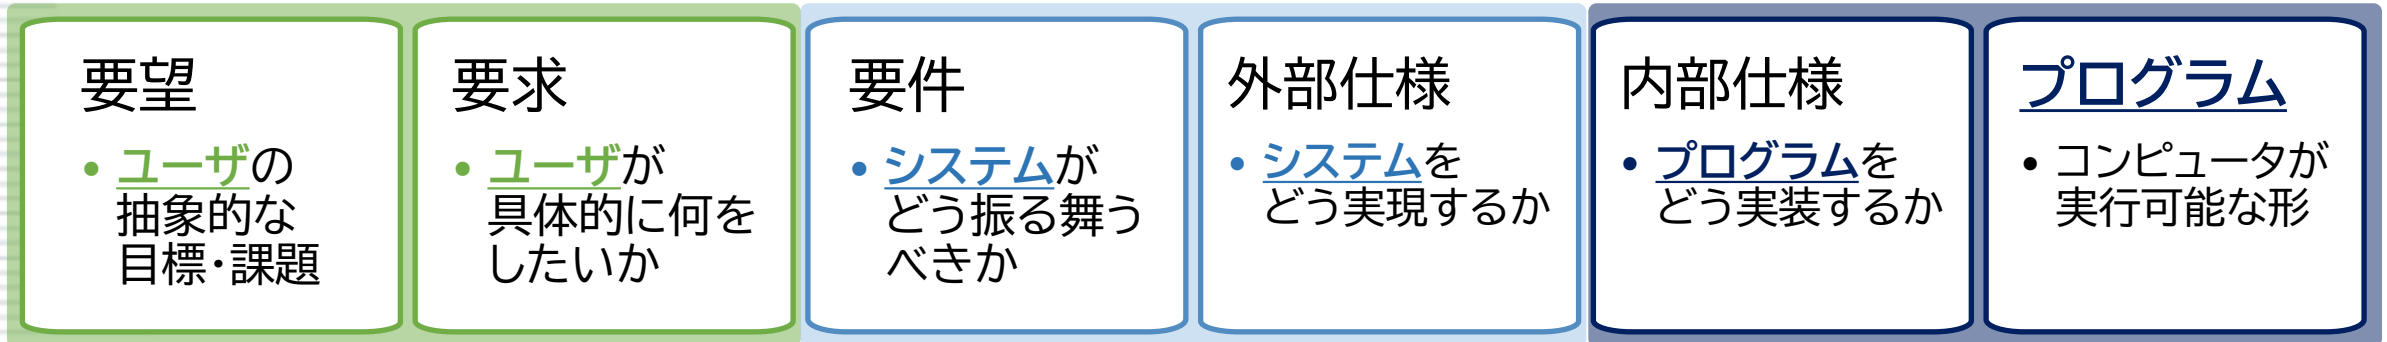 要望
• ユーザの
抽象的な
目標・課題
要求
• ユーザが
具体的に何を
したいか
要件
• システムが
どう振る舞う
べきか
外部仕様
• システムを
どう実現するか
内部仕様
• プログラムを
どう実装するか
プログラム
• コンピュータが
実行可能な形